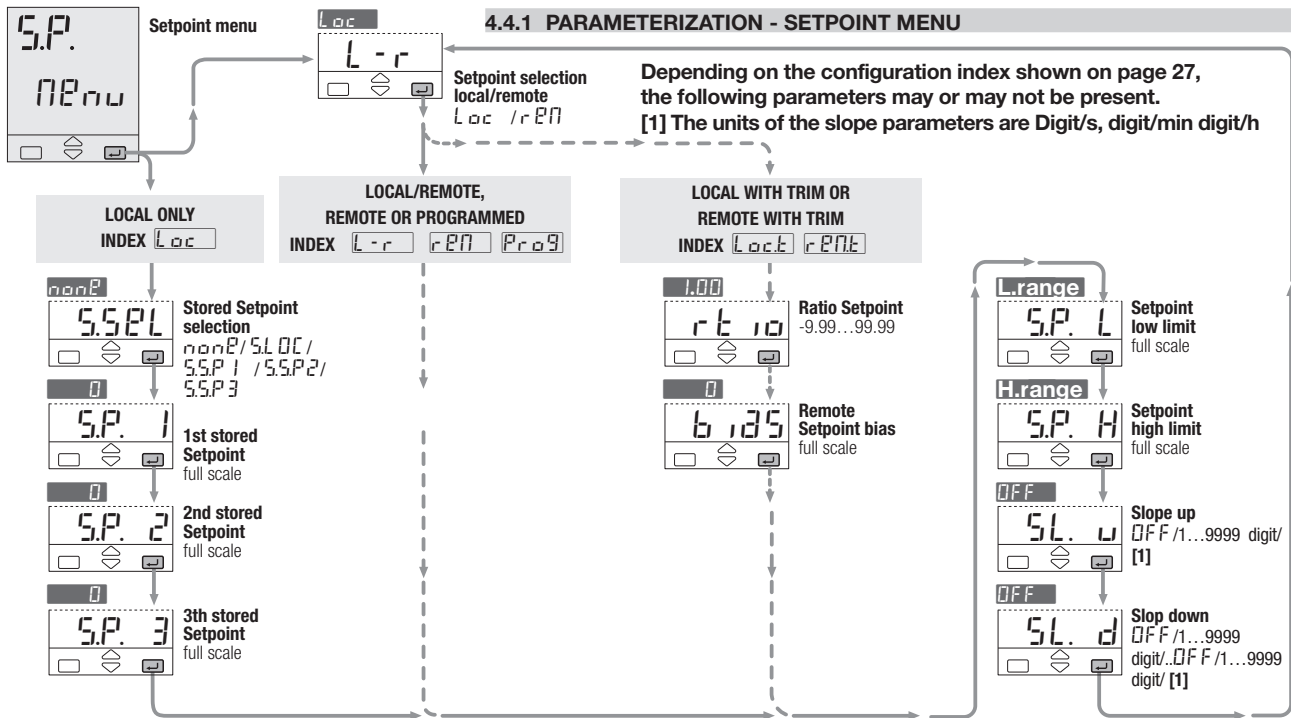 4.4.1 PARAMETERIZATION - SETPOINT MENU
S.P.
MEnu
Setpoint menu
Loc
L-r
Setpoint selection
local/remote
Loc /rEM
Depending on the configuration index shown on page 27,
the following parameters may or may not be present.
[1] The units of the slope parameters are Digit/s, digit/min digit/h
LOCAL ONLY
INDEX Loc
LOCAL/REMOTE,
REMOTE OR PROGRAMMED
INDEX L-r rEM Prog
LOCAL WITH TRIM OR
REMOTE WITH TRIM
INDEX Loc.t rEM.t
nonE
S.SEL
Stored Setpoint
selection
nonE/S.LOC/
S.S.P 1 /S.S.P2/
S.S.P 3
0
S.P. 1
1st stored
Setpoint
full scale
0
S.P. 2
2nd stored
Setpoint
full scale
0
S.P. 3
3th stored
Setpoint
full scale
1.00
rtio
Ratio Setpoint
-9.99...99.99
0
biaS
Remote
Setpoint bias
full scale
L.range
S.P. L
Setpoint
low limit
full scale
H.range
S.P. H
Setpoint
high limit
full scale
OFF
SL. u
Slope up
OFF/1...9999 digit/
[1]
OFF
SL. d
Slop down
OFF/1...9999
digit/..OFF/1...9999
digit/ [1]